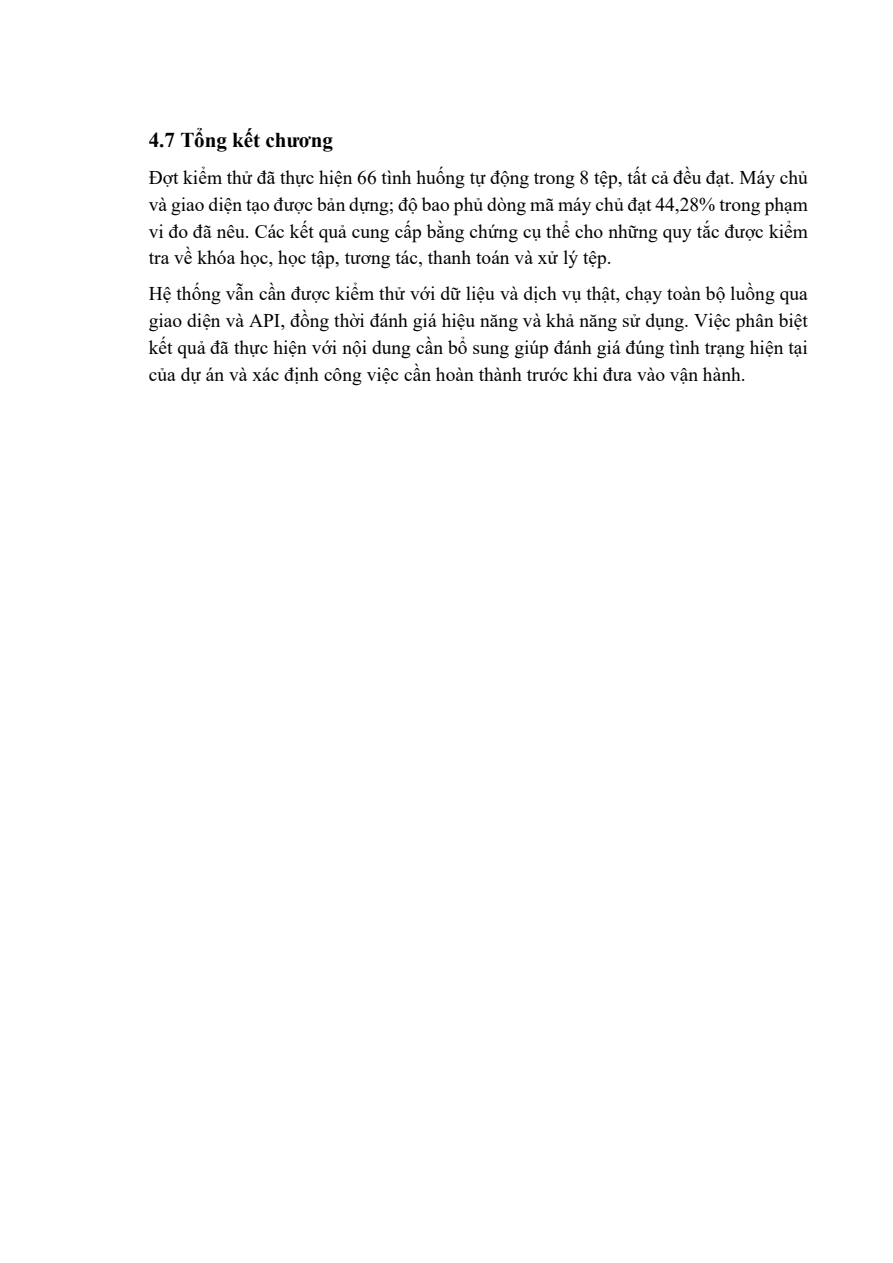 4.7 Tổng kết chương
Đợt kiểm thử đã thực hiện 66 tình huống tự động trong 8 tệp, tất cả đều đạt. Máy chủ
và giao diện tạo được bản dựng; độ bao phủ dòng mã máy chủ đạt 44,28% trong phạm
vi đo đã nêu. Các kết quả cung cấp bằng chứng cụ thể cho những quy tắc được kiểm
tra về khóa học, học tập, tương tác, thanh toán và xử lý tệp.
Hệ thống vẫn cần được kiểm thử với dữ liệu và dịch vụ thật, chạy toàn bộ luồng qua
giao diện và API, đồng thời đánh giá hiệu năng và khả năng sử dụng. Việc phân biệt
kết quả đã thực hiện với nội dung cần bổ sung giúp đánh giá đúng tình trạng hiện tại
của dự án và xác định công việc cần hoàn thành trước khi đưa vào vận hành.